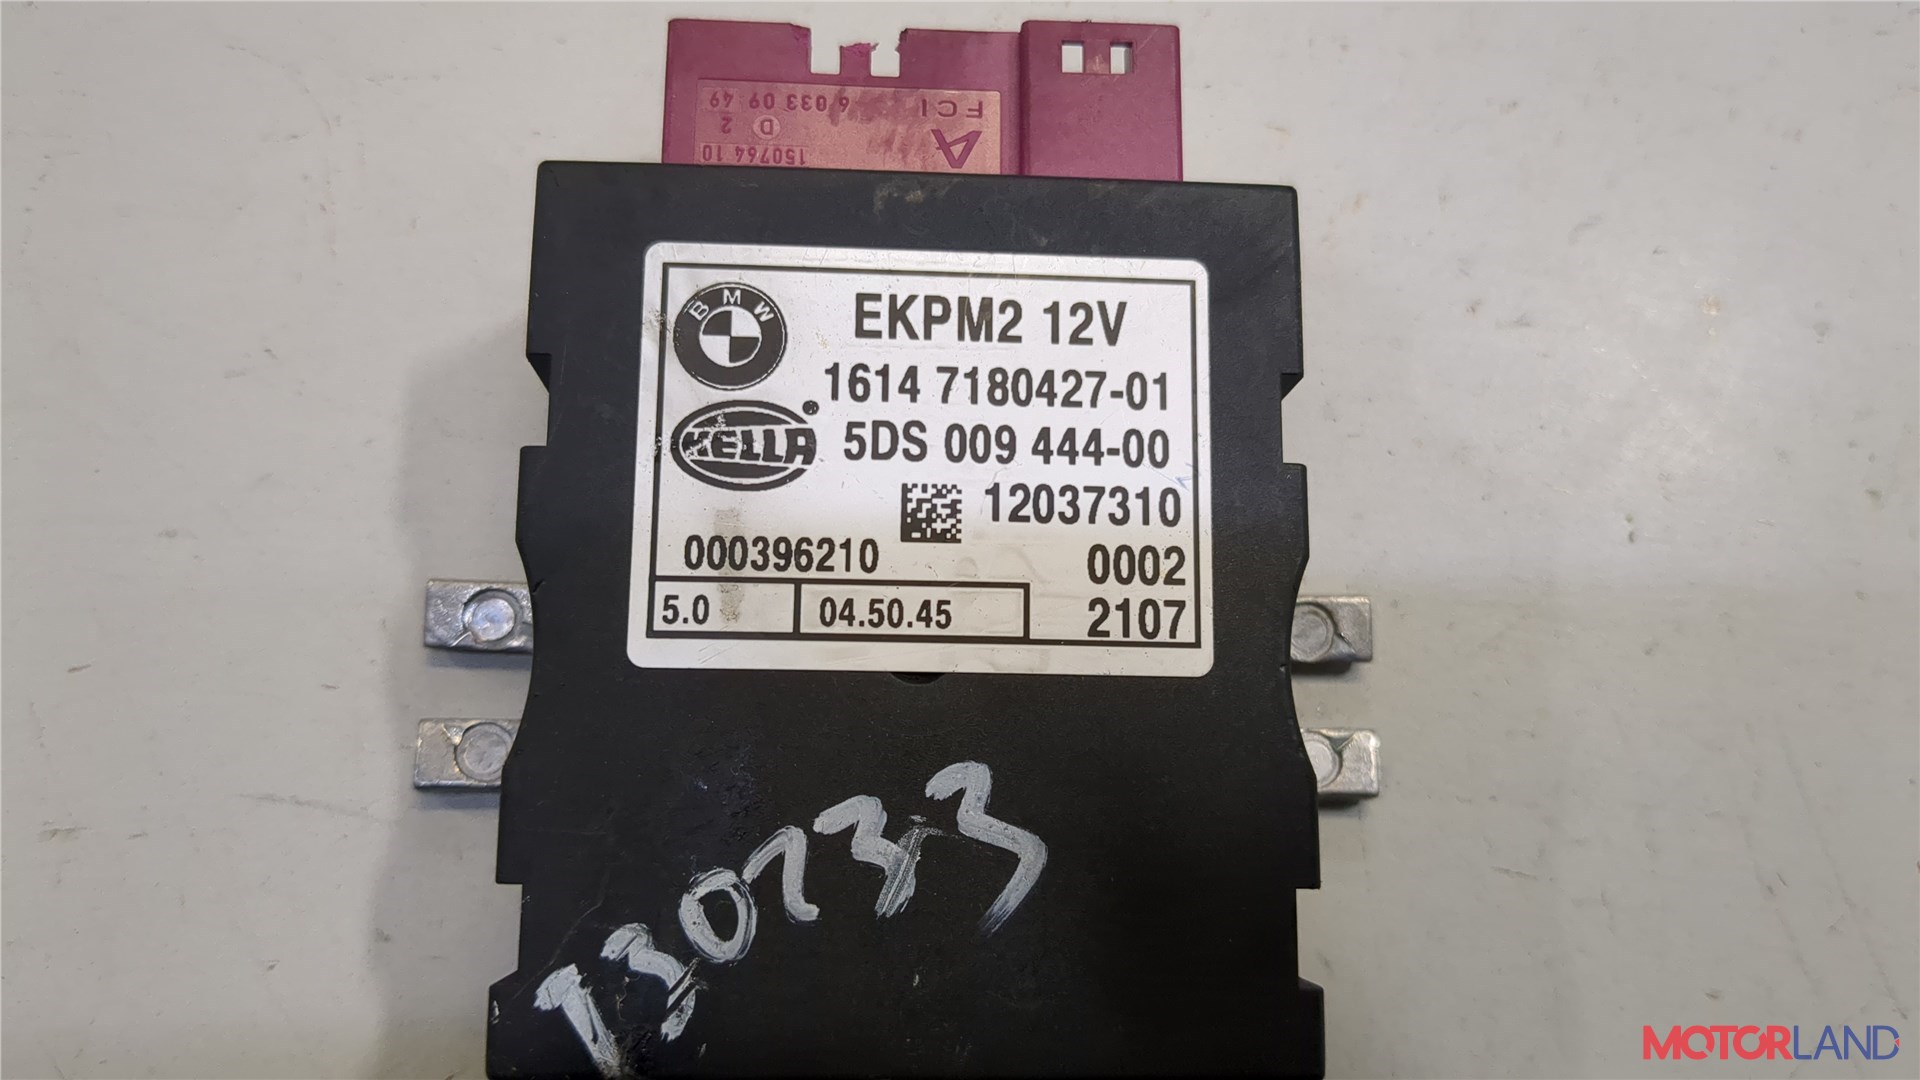 150764 10
D 2
6 033 09 49
FCI
A
BMW
EKPM2 12V
1614 7180427-01
HELLA
5DS 009 444-00
12037310
000396210
0002
5.0
04.50.45
2107
130733
MOTORLAND